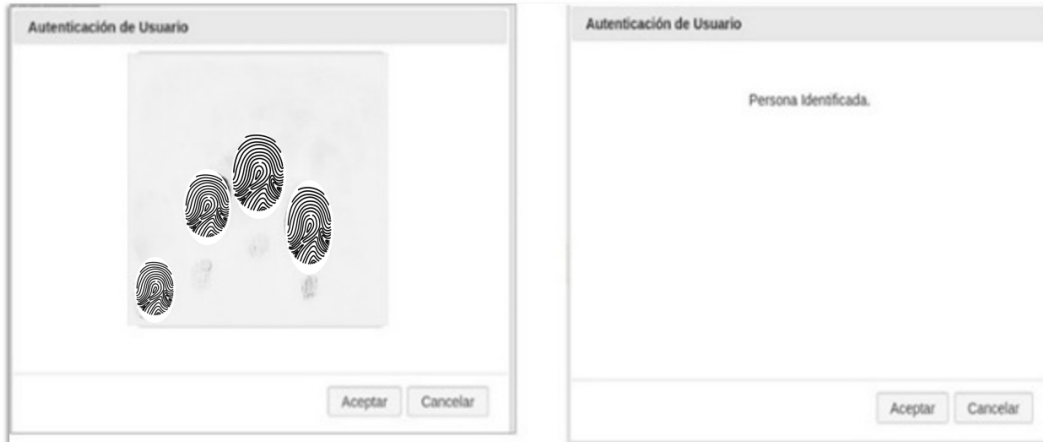 Autenticación de Usuario
Aceptar
Cancelar
Autenticación de Usuario
Persona Identificada.
Aceptar
Cancelar